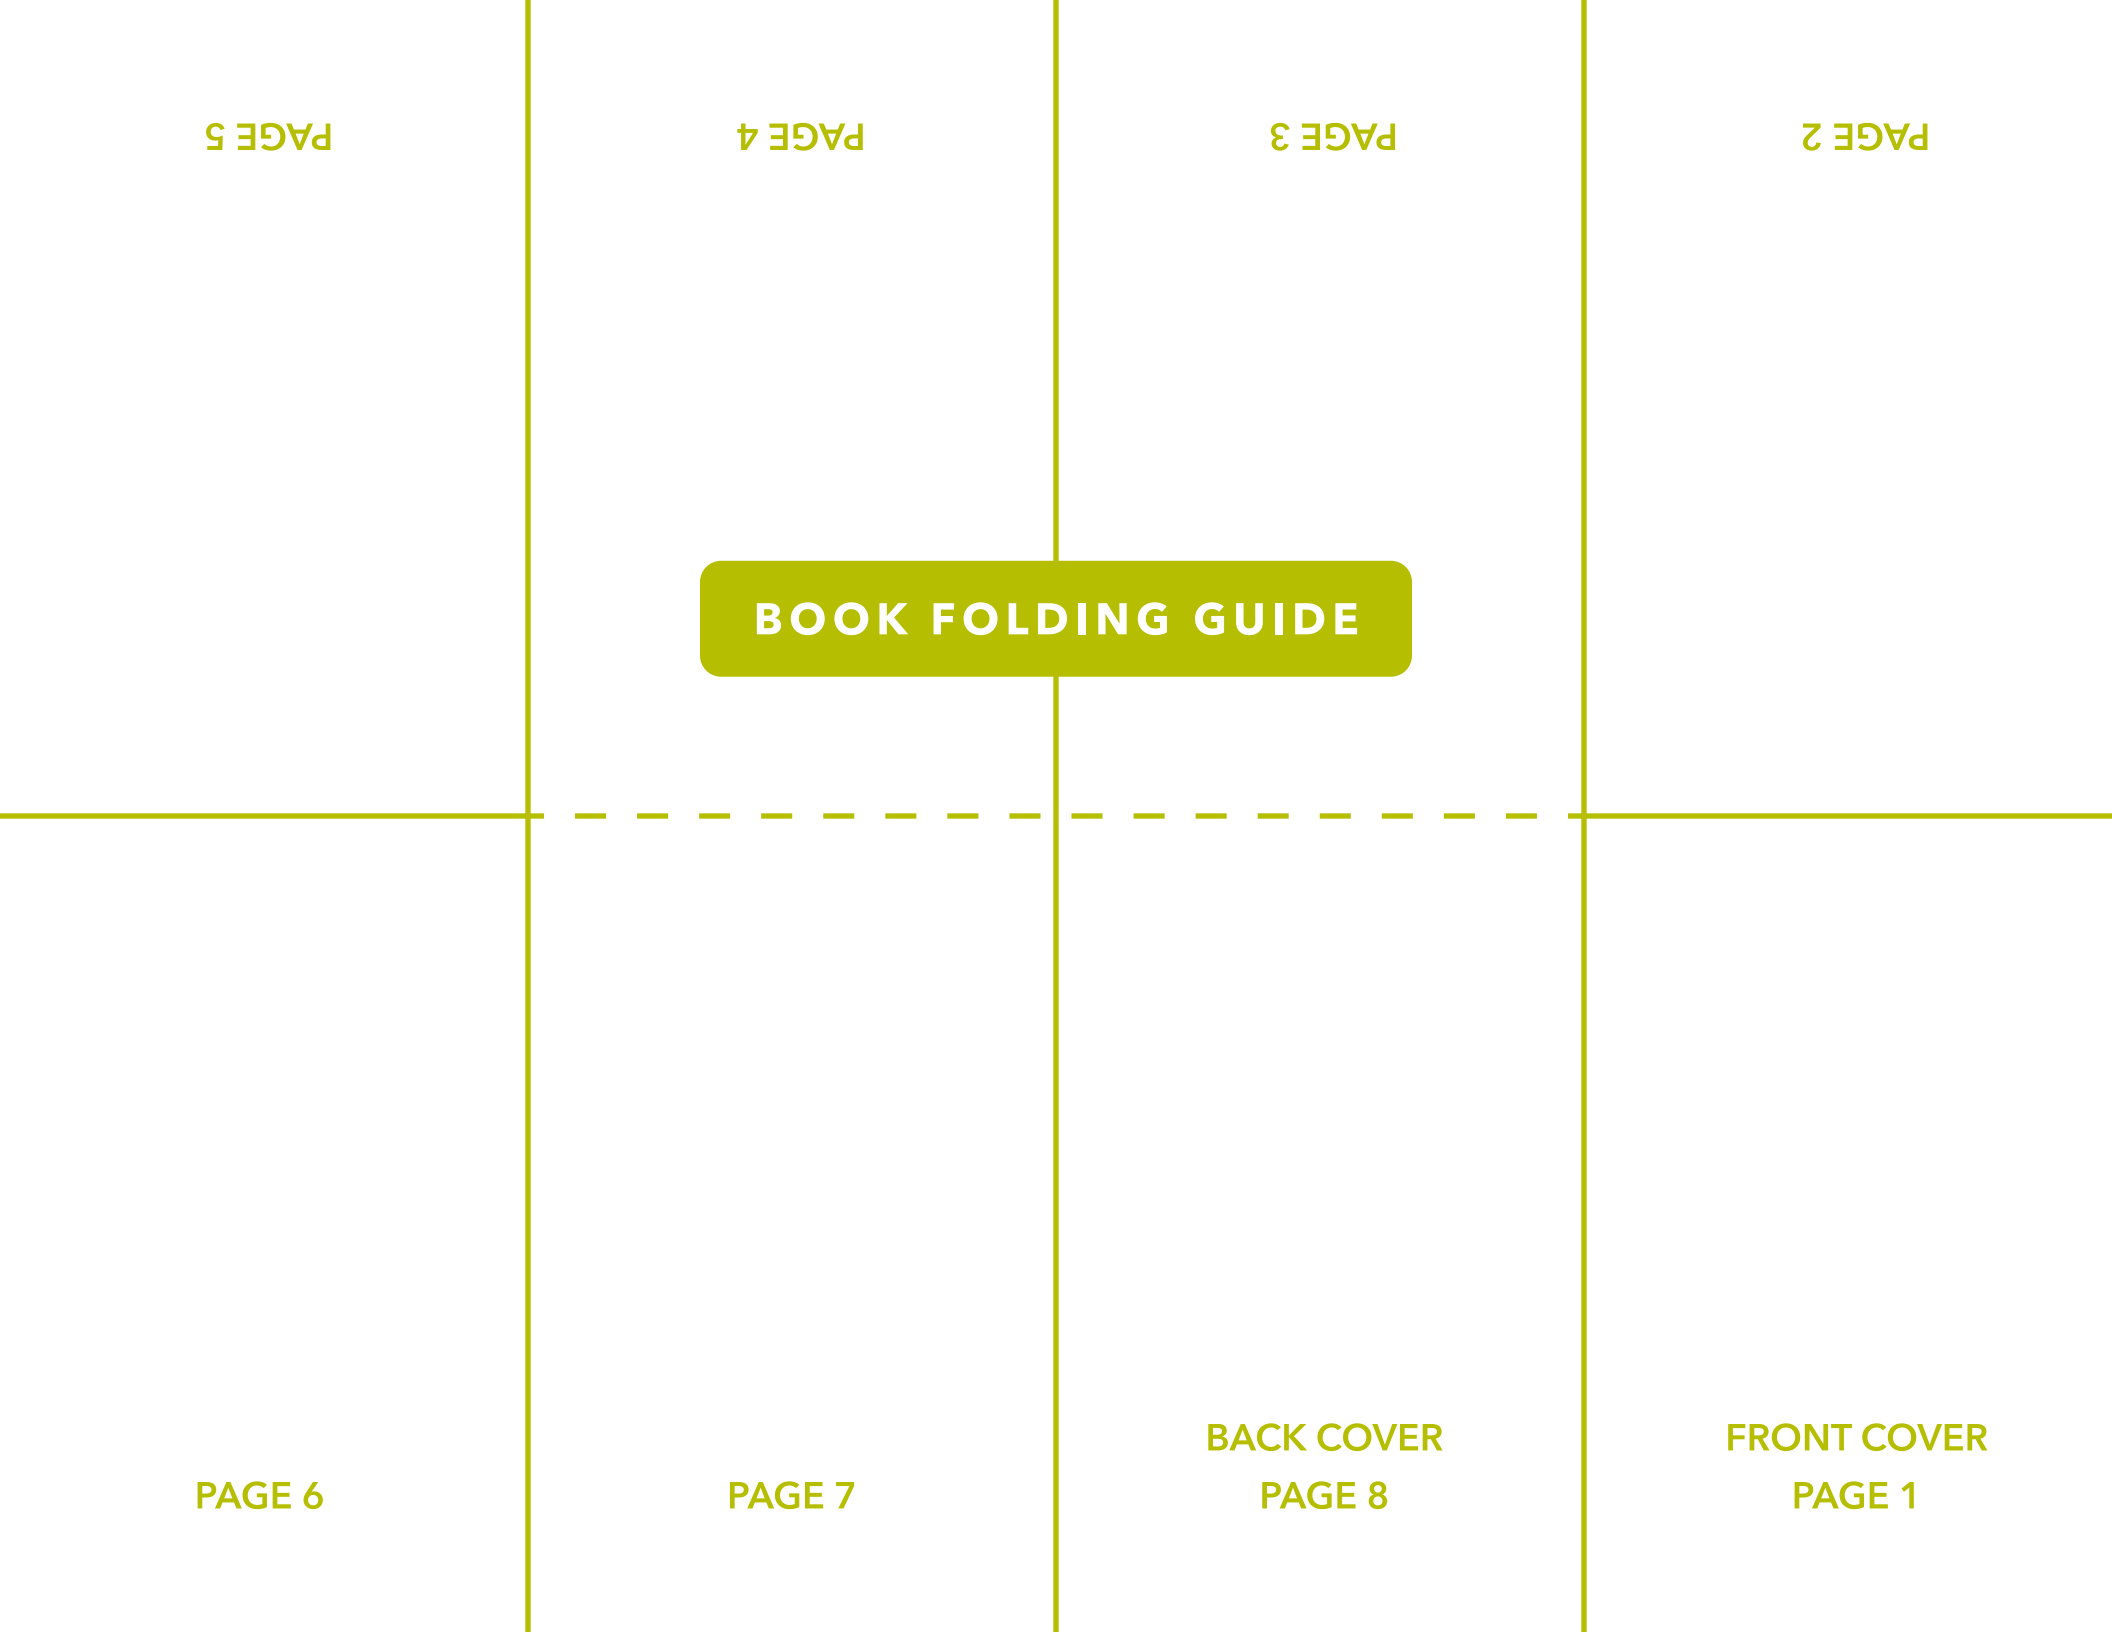 PAGE 5
PAGE 4
PAGE 3
PAGE 2
BOOK FOLDING GUIDE
PAGE 6
PAGE 7
BACK COVER
PAGE 8
FRONT COVER
PAGE 1